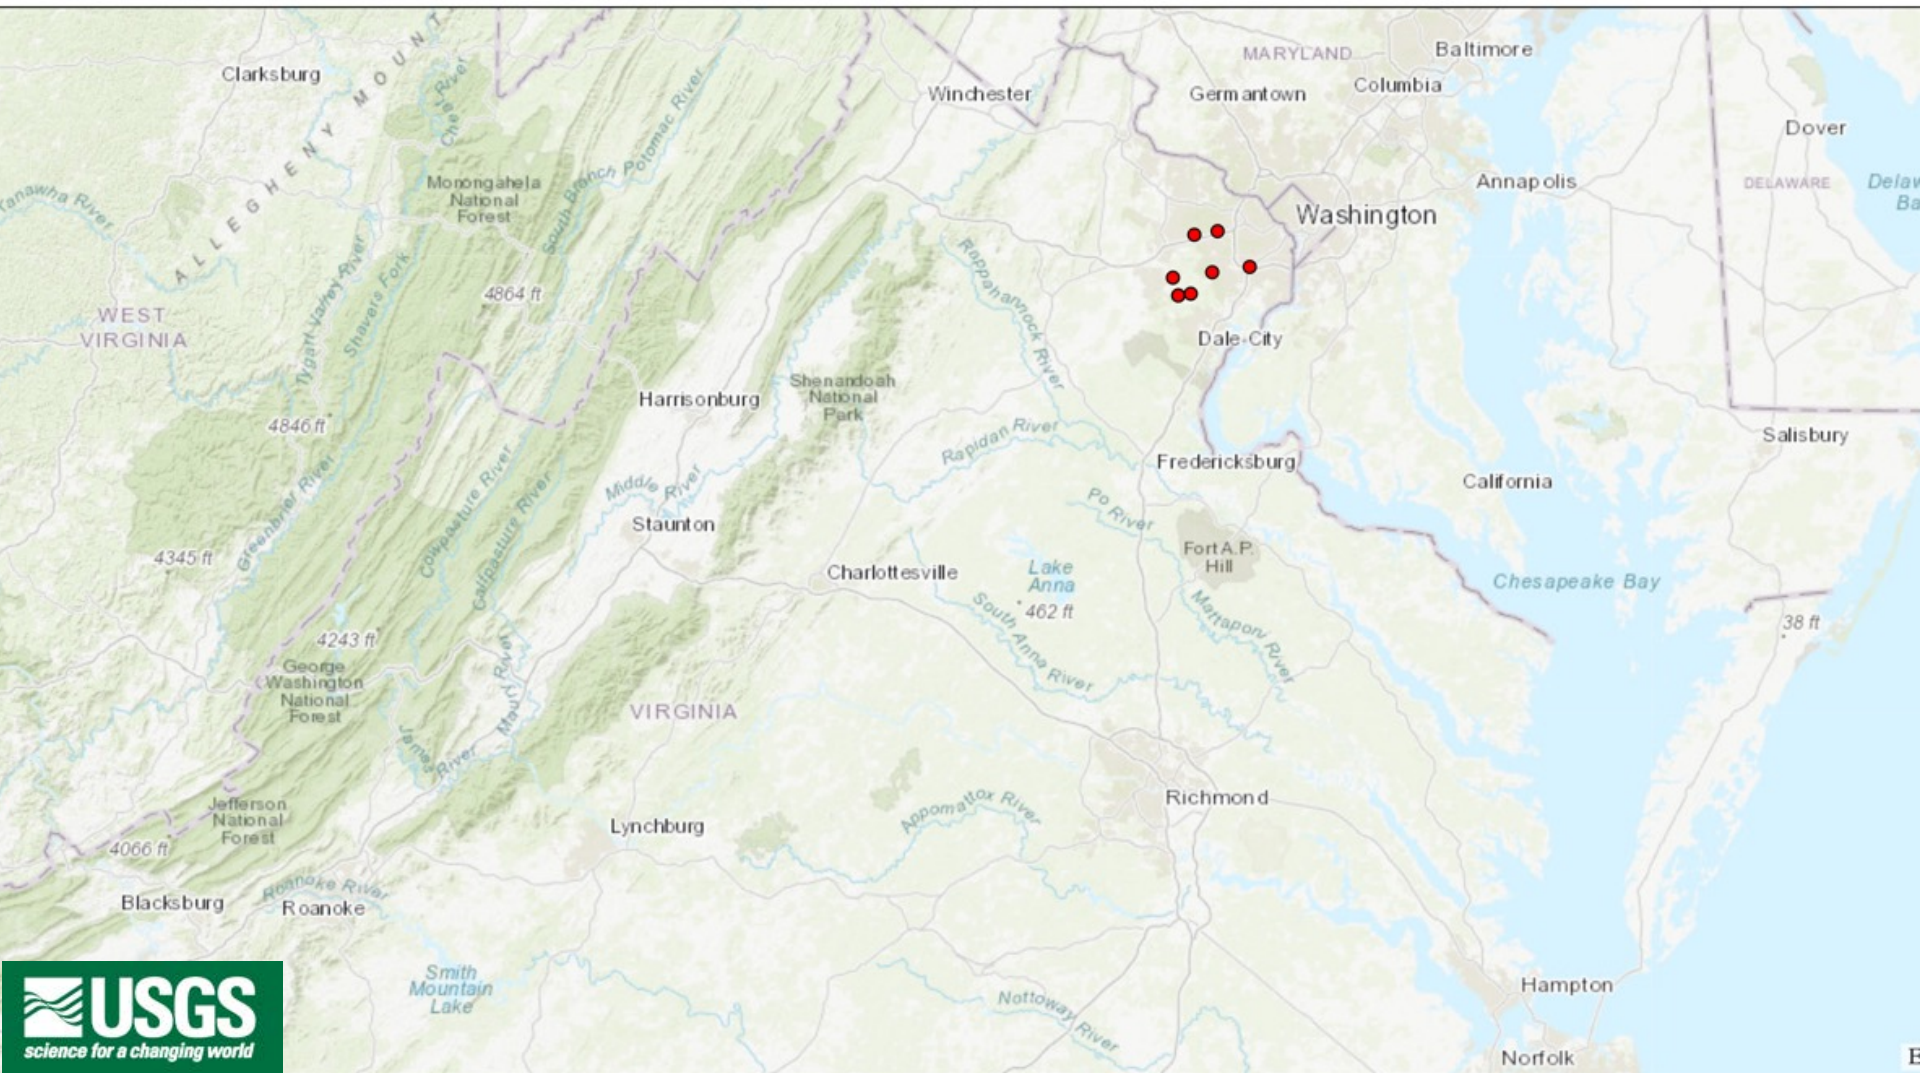 MARYLAND
Baltimore
Clarksburg
Columbia
Winchester
Germantown
ALLEGHENY MOUNT
Cheat River
South Branch Potomac River
Dover
Monongahela
National
Forest
Annapolis
DELAWARE
Delaw
Ba
Kanawha River
Washington
Tygart Valley River
Shavers Fork
Rappahannock River
4864 ft
WEST
VIRGINIA
Dale City
Shenandoah
National
Park
Harrisonburg
4846 ft
Rapidan River
Salisbury
Fredericksburg
Greenbrier River
Cowpasture River
Calfpasture River
Middle River
California
Po River
Staunton
Fort A.P.
Hill
4345 ft
Charlottesville
Lake
Anna
462 ft
Chesapeake Bay
South Anna River
Mattaponi River
38 ft
4243 ft
George
Washington
National
Forest
Maury River
VIRGINIA
James River
Richmond
Jefferson
National
Forest
Appomattox River
Lynchburg
4066 ft
Blacksburg
Roanoke River
Roanoke
Smith
Mountain
Lake
Hampton
Nottoway River
Norfolk
E
USGS
science for a changing world